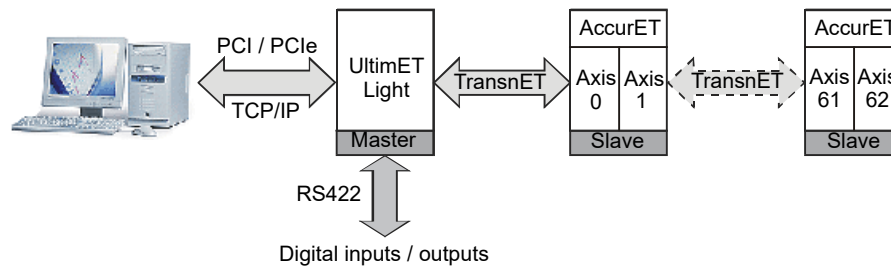 PCI / PCIe
TCP/IP
UltimET
Light
Master
RS422
Digital inputs / outputs
TransnET
AccurET
Axis
0
Axis
1
Slave
TransnET
AccurET
Axis
61
Axis
62
Slave